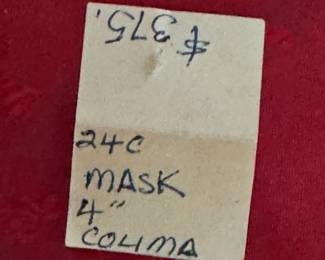 $ 375.
24C
MASK
4"
COLIMA